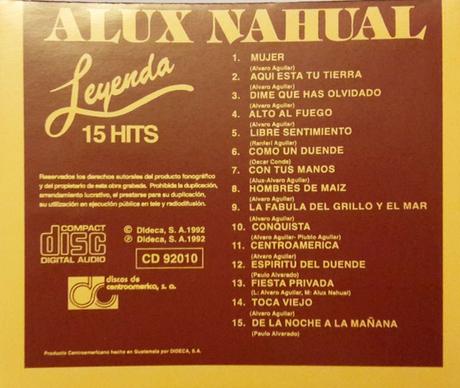 ALUX NAHUAL
Leyenda
15 HITS
Reservados los derechos autorales del producto fonográfico
y del propietario de esta obra grabada. Prohibida la duplicación,
arrendamiento lucrativo, el prestarse para su duplicación,
su utilización en ejecución pública en tele y radiodifusión.
COMPACT
disc
DIGITAL AUDIO
© Dideca, S. A. 1992
℗ Dideca, S. A. 1992
CD 92010
discos de
centroamerica, s. a.
1. MUJER
(Alvaro Aguilar)
2. AQUI ESTA TU TIERRA
(Alvaro Aguilar)
3. DIME QUE HAS OLVIDADO
(Alvaro Aguilar)
4. ALTO AL FUEGO
(Alvaro Aguilar)
5. LIBRE SENTIMIENTO
(Ranferí Aguilar)
6. COMO UN DUENDE
(Oscar Conde)
7. CON TUS MANOS
(Alux-Alvaro Aguilar)
8. HOMBRES DE MAIZ
(Alvaro Aguilar)
9. LA FABULA DEL GRILLO Y EL MAR
(Alvaro Aguilar)
10. CONQUISTA
(Alvaro Aguilar- Plubio Aguilar)
11. CENTROAMERICA
(Alvaro Aguilar)
12. ESPIRITU DEL DUENDE
(Paulo Alvarado)
13. FIESTA PRIVADA
(L: Alvaro Aguilar, M: Alux Nahual)
14. TOCA VIEJO
(Alvaro Aguilar)
15. DE LA NOCHE A LA MAÑANA
(Paulo Alvarado)
Producto Centroamericano hecho en Guatemala por DIDECA, S.A.